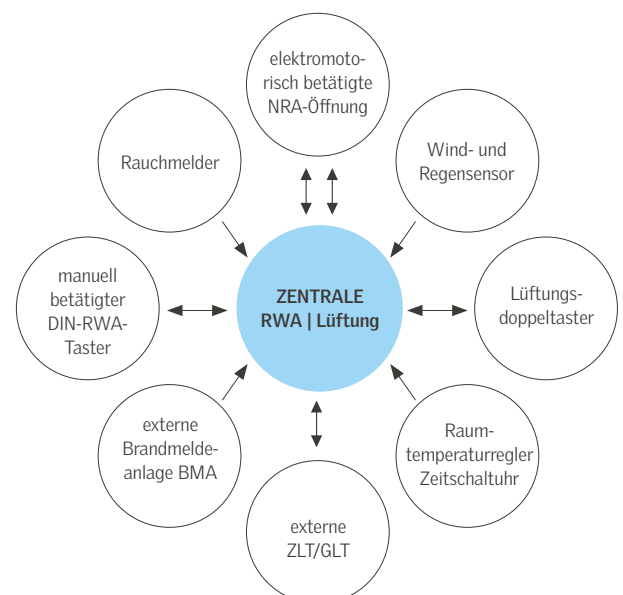 elektromoto-
risch betätigte
NRA-Öffnung
Wind- und
Regensensor
Rauchmelder
manuell
betätigter
DIN-RWA-
Taster
ZENTRALE
RWA | Lüftung
Lüftungs-
doppeltaster
externe
Brandmelde-
anlage BMA
Raum-
temperaturregler
Zeitschaltuhr
externe
ZLT/GLT